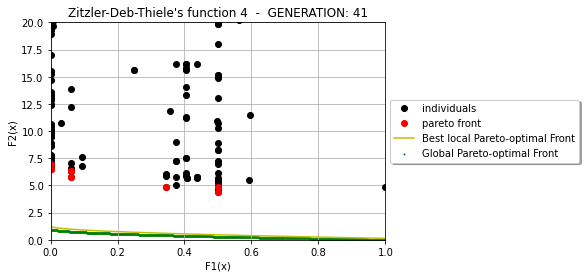 Zitzler-Deb-Thiele's function 4 - GENERATION: 41
20.0
17.5
15.0
12.5
10.0
7.5
5.0
2.5
0.0
F2(x)
0.0 0.2 0.4 0.6 0.8 1.0
F1(x)
individuals
pareto front
Best local Pareto-optimal Front
Global Pareto-optimal Front